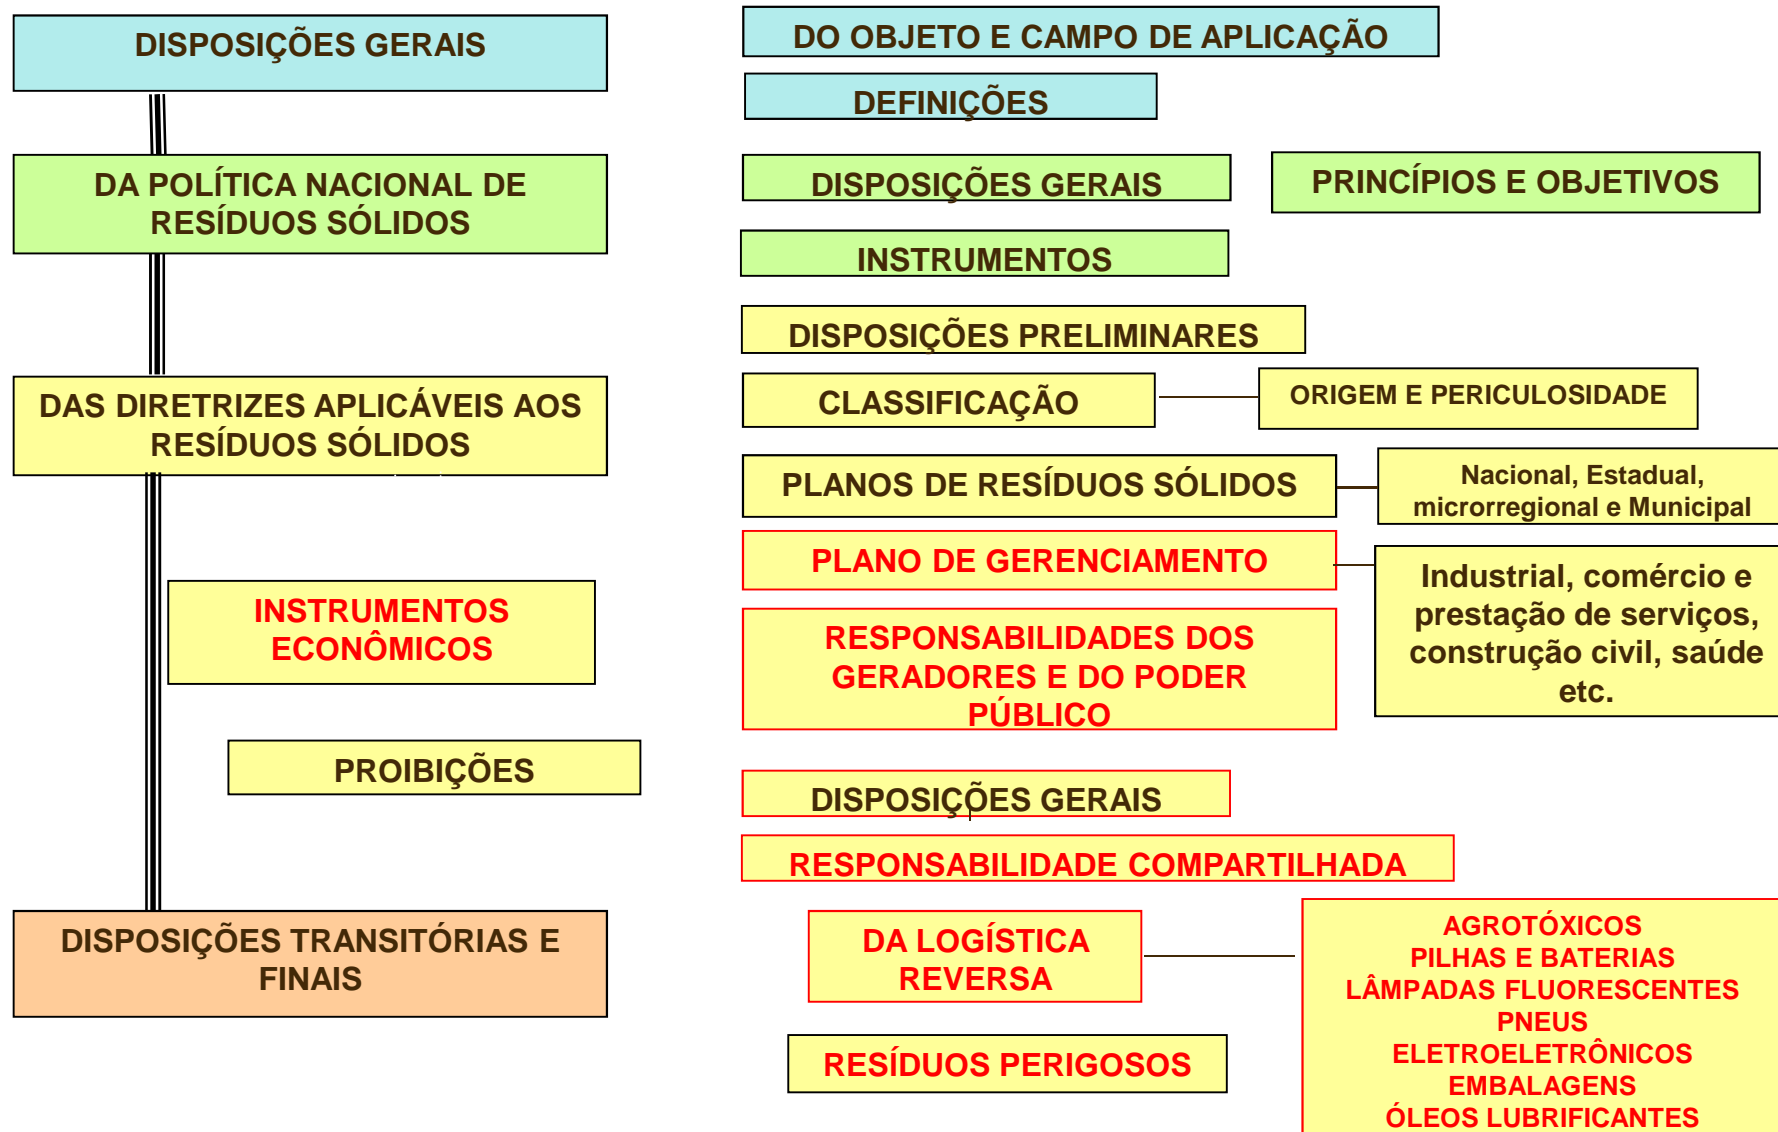 DISPOSIÇÕES GERAIS
DO OBJETO E CAMPO DE APLICAÇÃO
DEFINIÇÕES
DA POLÍTICA NACIONAL DE
RESÍDUOS SÓLIDOS
DISPOSIÇÕES GERAIS
PRINCÍPIOS E OBJETIVOS
INSTRUMENTOS
DISPOSIÇÕES PRELIMINARES
DAS DIRETRIZES APLICÁVEIS AOS
RESÍDUOS SÓLIDOS
CLASSIFICAÇÃO
ORIGEM E PERICULOSIDADE
PLANOS DE RESÍDUOS SÓLIDOS
Nacional, Estadual,
microrregional e Municipal
PLANO DE GERENCIAMENTO
Industrial, comércio e
prestação de serviços,
construção civil, saúde
etc.
INSTRUMENTOS
ECONÔMICOS
RESPONSABILIDADES DOS
GERADORES E DO PODER
PÚBLICO
PROIBIÇÕES
DISPOSIÇÕES GERAIS
RESPONSABILIDADE COMPARTILHADA
DISPOSIÇÕES TRANSITÓRIAS E
FINAIS
DA LOGÍSTICA
REVERSA
AGROTÓXICOS
PILHAS E BATERIAS
LÂMPADAS FLUORESCENTES
PNEUS
ELETROELETRÔNICOS
EMBALAGENS
ÓLEOS LUBRIFICANTES
RESÍDUOS PERIGOSOS